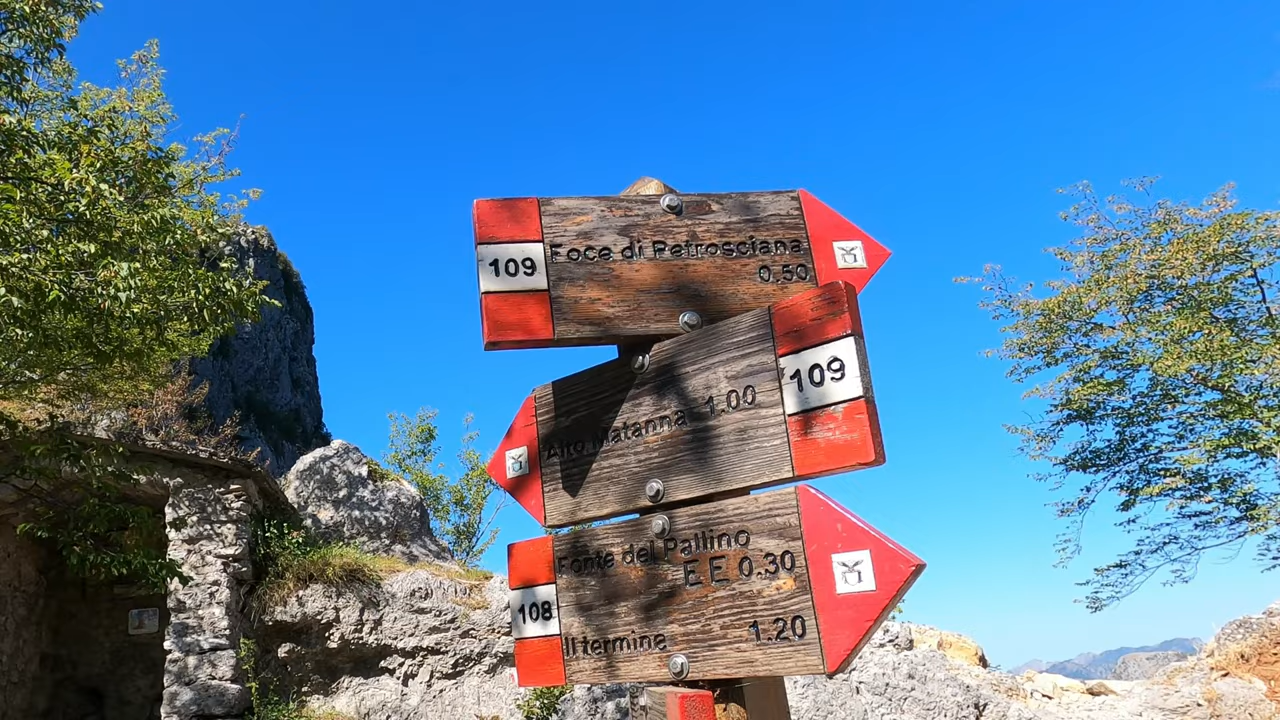 109
Foce di Petrosciana
0.50
Alto Matanna 1.00
109
Fonte del Pallino
E E 0.30
108
Il termine 1.20